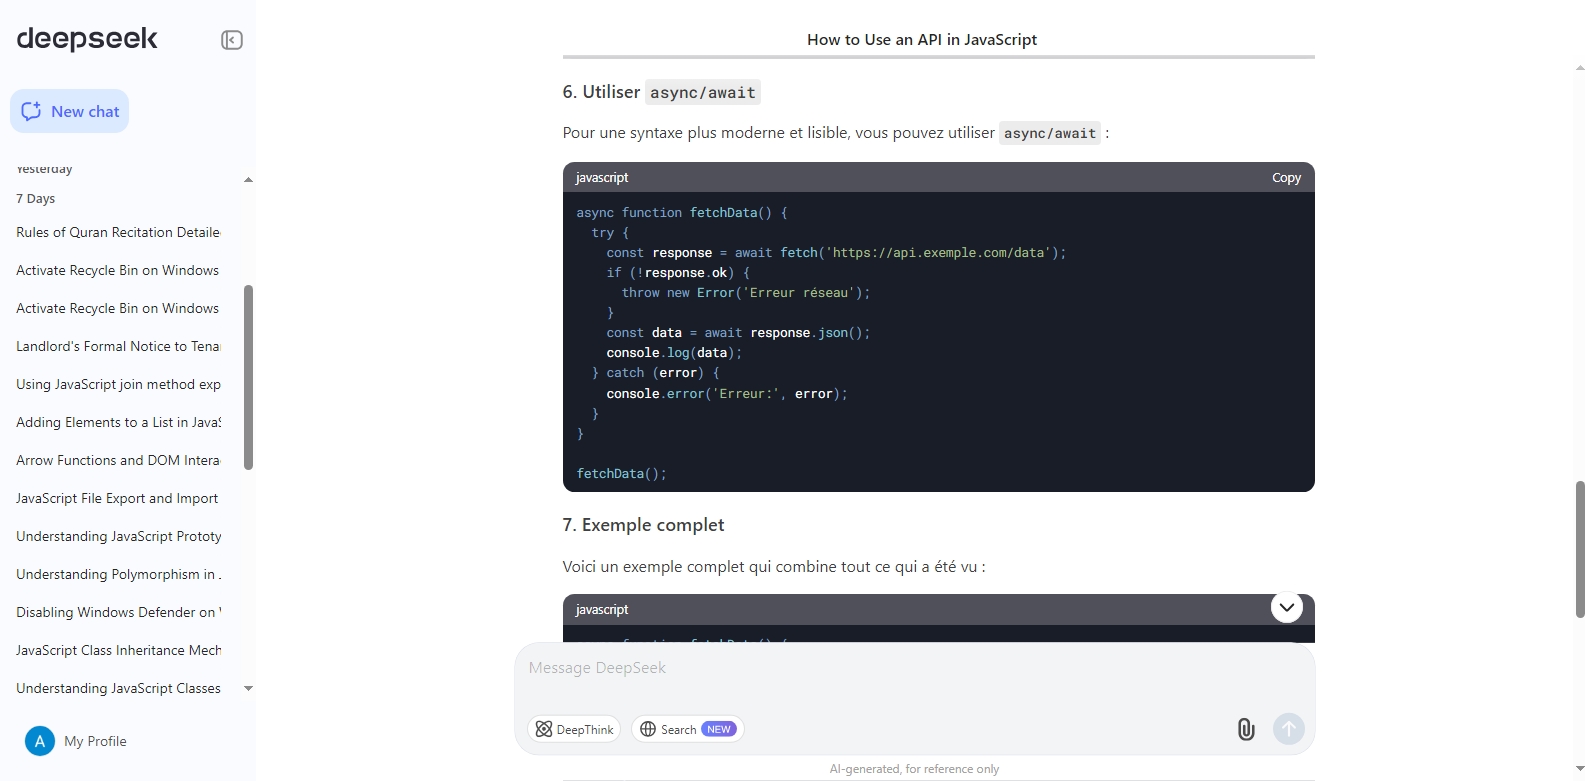 deepseek
New chat
Yesterday
7 Days
Rules of Quran Recitation Detaile
Activate Recycle Bin on Windows
Activate Recycle Bin on Windows
Landlord's Formal Notice to Tena
Using JavaScript join method exp
Adding Elements to a List in JavaS
Arrow Functions and DOM Intera
JavaScript File Export and Import
Understanding JavaScript Prototy
Understanding Polymorphism in .
Disabling Windows Defender on
JavaScript Class Inheritance Mech
Understanding JavaScript Classes
A My Profile
How to Use an API in JavaScript
6. Utiliser async/await
Pour une syntaxe plus moderne et lisible, vous pouvez utiliser async/await :
javascript Copy
async function fetchData() {
  try {
    const response = await fetch('https://api.exemple.com/data');
    if (!response.ok) {
      throw new Error('Erreur réseau');
    }
    const data = await response.json();
    console.log(data);
  } catch (error) {
    console.error('Erreur:', error);
  }
}
fetchData();
7. Exemple complet
Voici un exemple complet qui combine tout ce qui a été vu :
javascript
Message DeepSeek
DeepThink Search NEW
AI-generated, for reference only